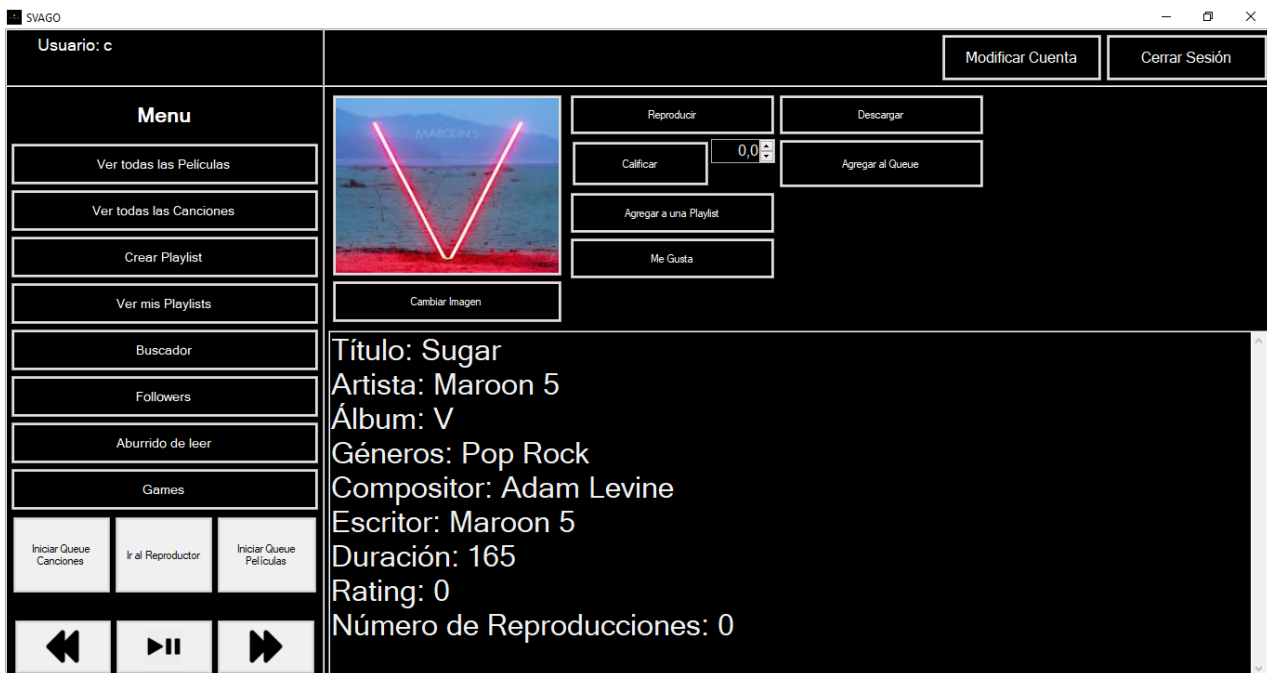 SVAGO
Usuario: c
Modificar Cuenta
Cerrar Sesión
Menu
Ver todas las Películas
Ver todas las Canciones
Crear Playlist
Ver mis Playlists
Buscador
Followers
Aburrido de leer
Games
Iniciar Queue
Canciones
Ir al Reproductor
Iniciar Queue
Películas
MAROON 5
Cambiar Imagen
Reproducir
Descargar
Calificar
0,0
Agregar al Queue
Agregar a una Playlist
Me Gusta
Título: Sugar
Artista: Maroon 5
Álbum: V
Géneros: Pop Rock
Compositor: Adam Levine
Escritor: Maroon 5
Duración: 165
Rating: 0
Número de Reproducciones: 0